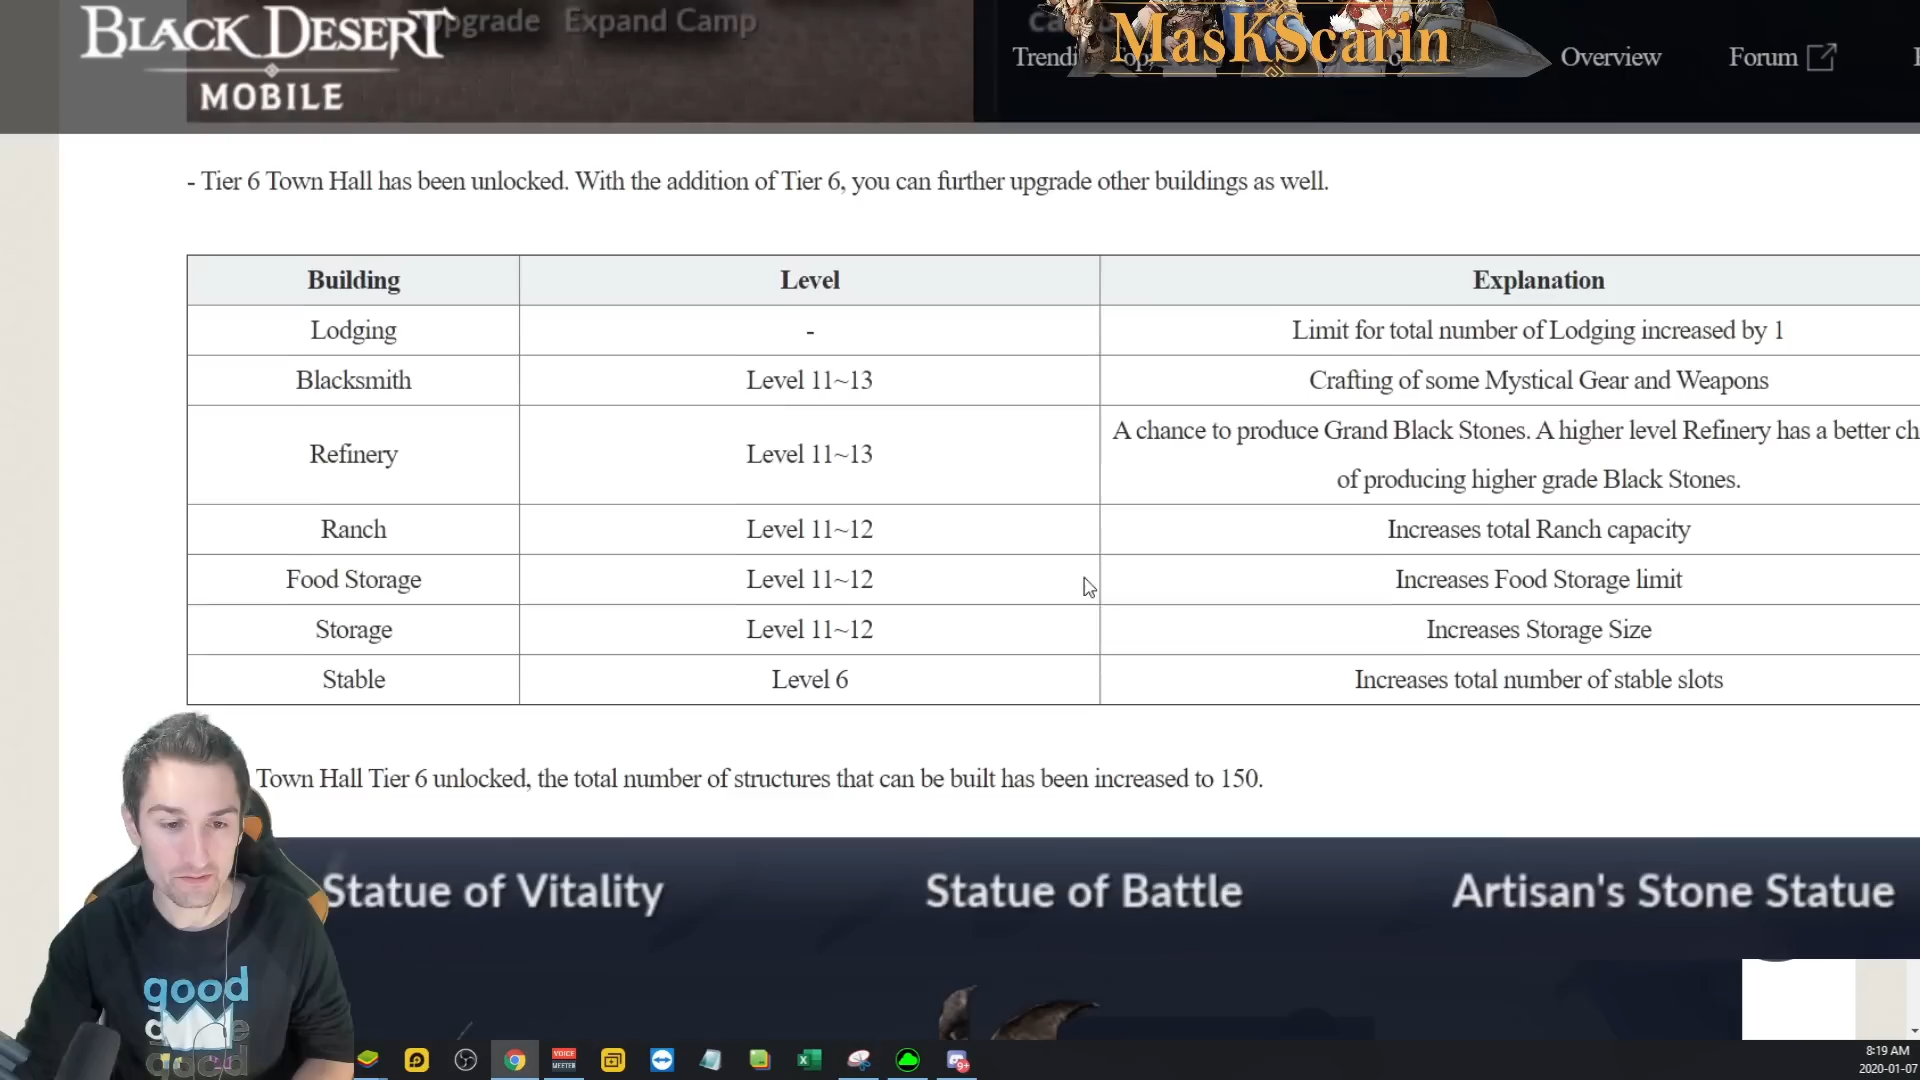 BLACK DESERT
MOBILE
pgrade Expand Camp
MasKScarin
Trendi
Overview
Forum
- Tier 6 Town Hall has been unlocked. With the addition of Tier 6, you can further upgrade other buildings as well.
Building Level Explanation
Lodging - Limit for total number of Lodging increased by 1
Blacksmith Level 11~13 Crafting of some Mystical Gear and Weapons
Refinery Level 11~13 A chance to produce Grand Black Stones. A higher level Refinery has a better ch
of producing higher grade Black Stones.
Ranch Level 11~12 Increases total Ranch capacity
Food Storage Level 11~12 Increases Food Storage limit
Storage Level 11~12 Increases Storage Size
Stable Level 6 Increases total number of stable slots
Town Hall Tier 6 unlocked, the total number of structures that can be built has been increased to 150.
Statue of Vitality Statue of Battle Artisan's Stone Statue
good
good
VOICE
MEETER
9+
8:19 AM
2020-01-07